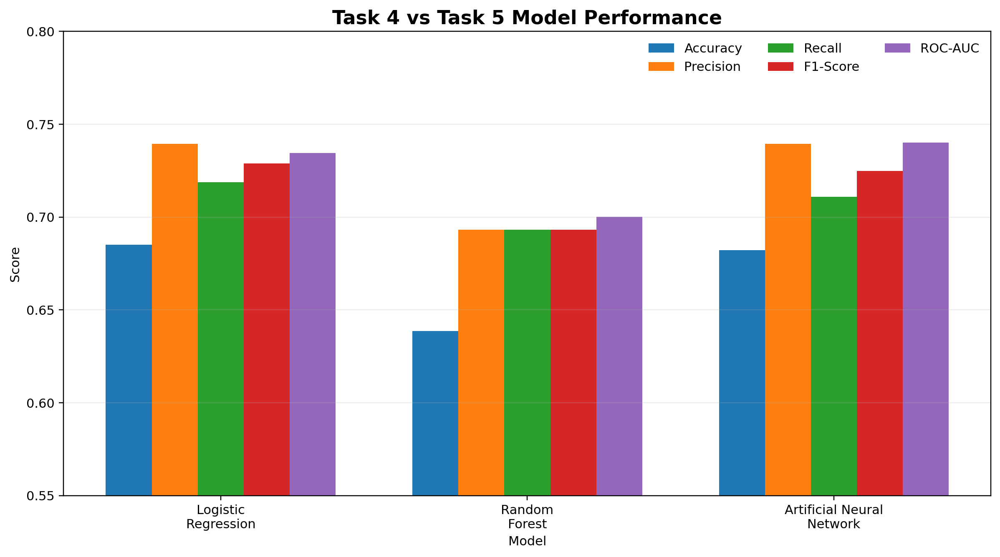 Task 4 vs Task 5 Model Performance
0.80
0.75
0.70
0.65
0.60
0.55
Score
Accuracy
Precision
Recall
F1-Score
ROC-AUC
Logistic
Regression
Random
Forest
Artificial Neural
Network
Model